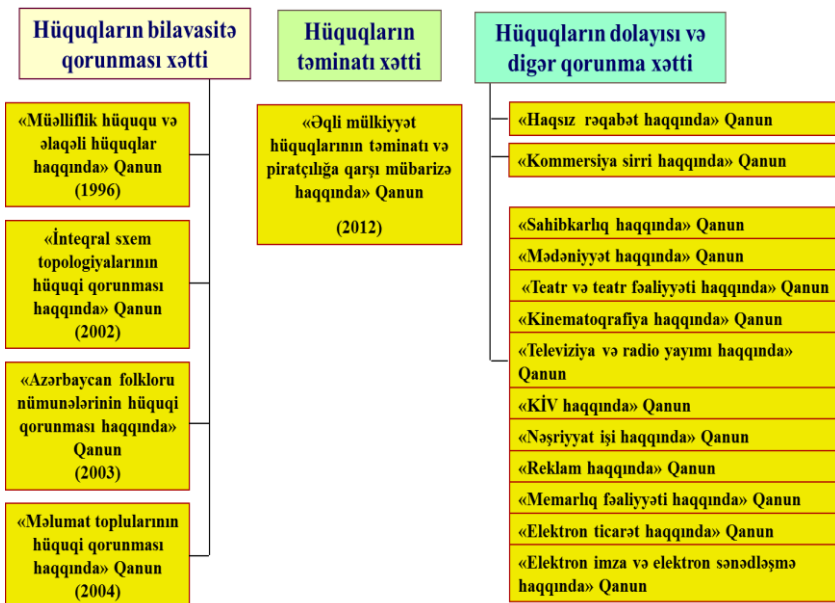 Hüquqların bilavasitə
qorunması xətti
«Müəlliflik hüququ və
əlaqəli hüquqlar
haqqında» Qanun
(1996)
«İnteqral sxem
topologiyalarının
hüquqi qorunması
haqqında» Qanun
(2002)
«Azərbaycan folkloru
nümunələrinin hüquqi
qorunması haqqında»
Qanun
(2003)
«Məlumat toplularının
hüquqi qorunması
haqqında» Qanun
(2004)
Hüquqların
təminatı xətti
«Əqli mülkiyyət
hüquqlarının təminatı və
piratçılığa qarşı mübarizə
haqqında» Qanun
(2012)
Hüquqların dolayısı və
digər qorunma xətti
«Haqsız rəqabət haqqında» Qanun
«Kommersiya sirri haqqında» Qanun
«Sahibkarlıq haqqında» Qanun
«Mədəniyyət haqqında» Qanun
«Teatr və teatr fəaliyyəti haqqında» Qanun
«Kinematoqrafiya haqqında» Qanun
«Televiziya və radio yayımı haqqında»
Qanun
«KİV haqqında» Qanun
«Nəşriyyat işi haqqında» Qanun
«Reklam haqqında» Qanun
«Memarlıq fəaliyyəti haqqında» Qanun
«Elektron ticarət haqqında» Qanun
«Elektron imza və elektron sənədləşmə
haqqında» Qanun